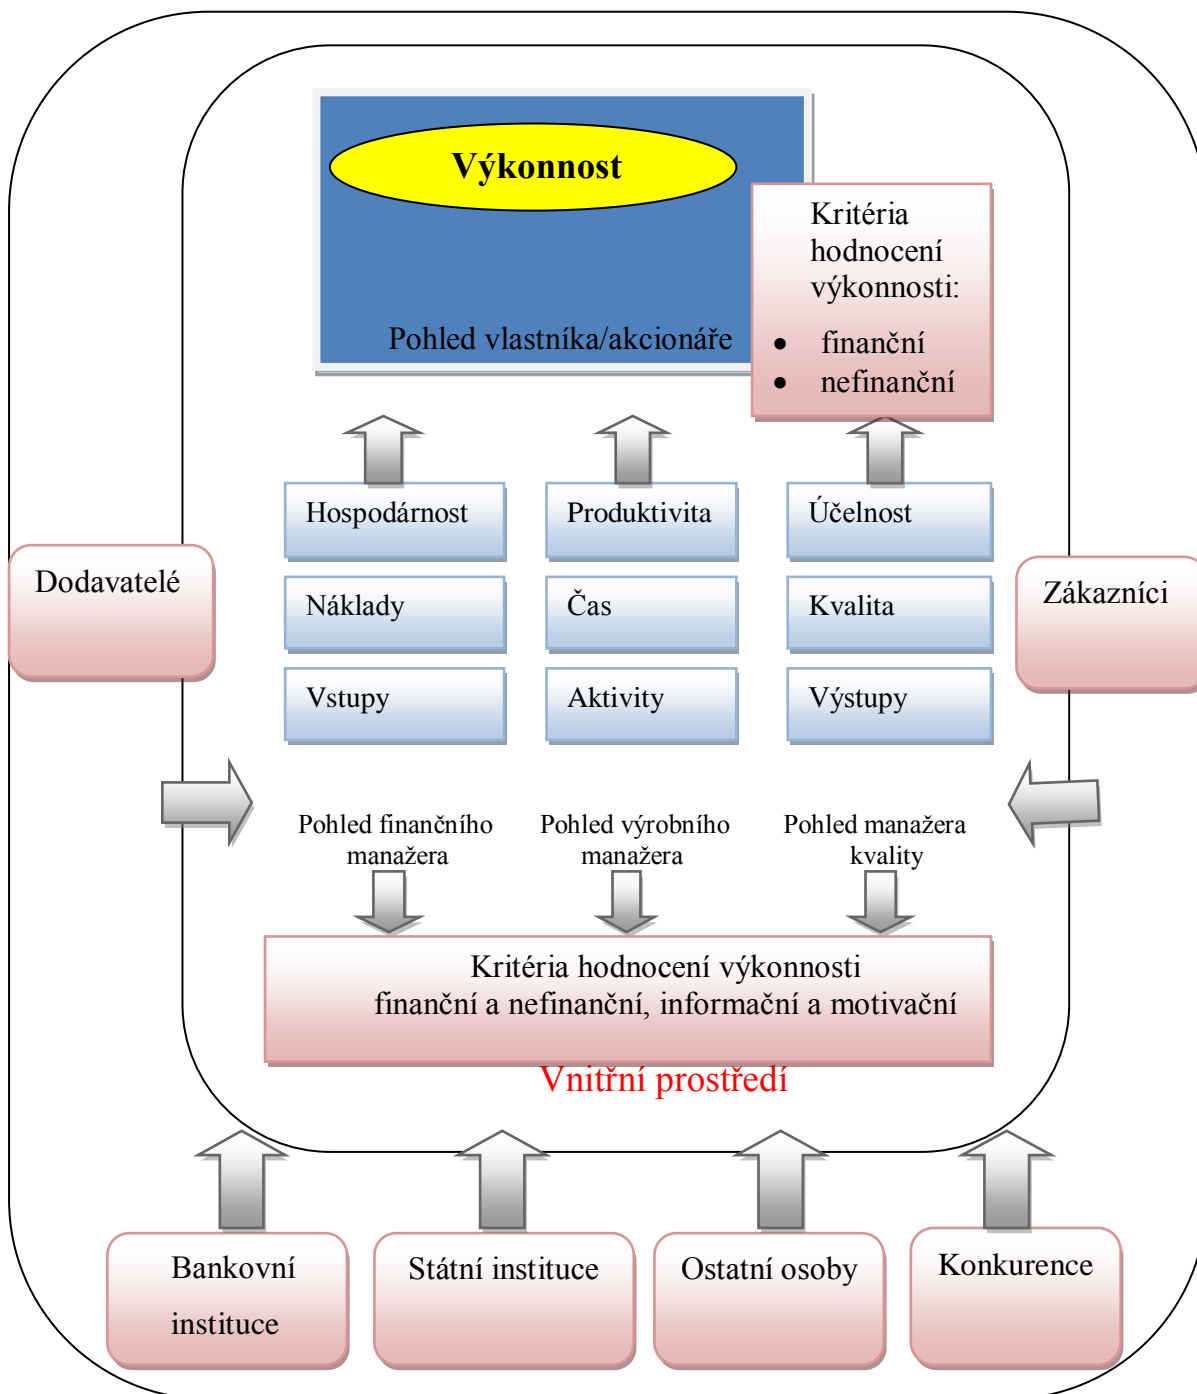 Výkonnost
Pohled vlastníka/akcionáře
Kritéria
hodnocení
výkonnosti:
• finanční
• nefinanční
Hospodárnost
Produktivita
Účelnost
Dodavatelé
Náklady
Čas
Kvalita
Zákazníci
Vstupy
Aktivity
Výstupy
Pohled finančního
manažera
Pohled výrobního
manažera
Pohled manažera
kvality
Kritéria hodnocení výkonnosti
finanční a nefinanční, informační a motivační
Vnitřní prostředí
Bankovní
instituce
Státní instituce
Ostatní osoby
Konkurence